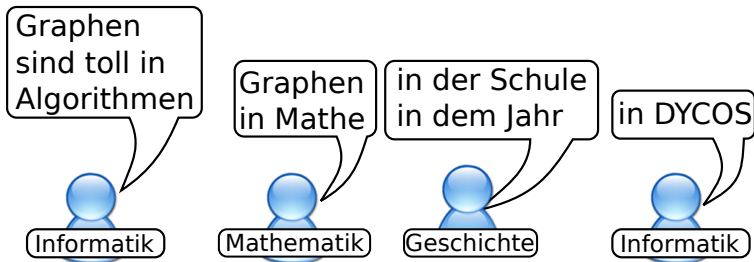 Graphen
sind toll in
Algorithmen
Informatik
Graphen
in Mathe
Mathematik
in der Schule
in dem Jahr
Geschichte
in DYCOS
Informatik